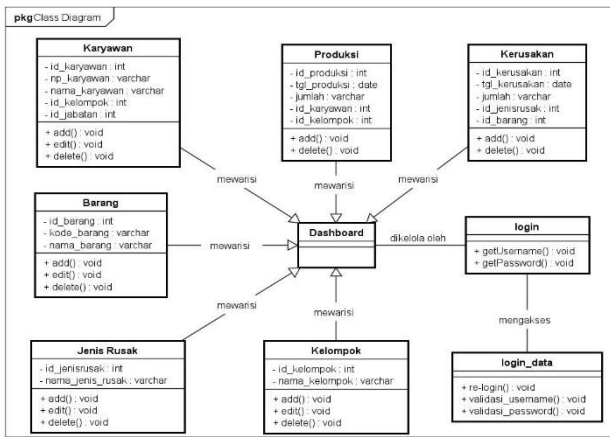 pkg Class Diagram
Karyawan
- id_karyawan : int
- np_karyawan : varchar
- nama_karyawan : varchar
- id_kelompok : int
- id_jabatan : int
+ add() : void
+ edit() : void
+ delete() : void
Produksi
- id_produksi : int
- tgl_produksi : date
- jumlah : varchar
- id_karyawan : int
- id_kelompok : int
+ add() : void
+ delete() : void
Kerusakan
- id_kerusakan : int
- tgl_kerusakan : date
- jumlah : varchar
- id_jenisrusak : int
- id_barang : int
+ add() : void
+ delete() : void
mewarisi
mewarisi
mewarisi
Barang
- id_barang : int
- kode_barang : varchar
- nama_barang : varchar
+ add() : void
+ edit() : void
+ delete() : void
mewarisi
Dashboard
dikelola oleh
login
+ getUsername() : void
+ getPassword() : void
mewarisi
mewarisi
mengakses
Jenis Rusak
- id_jenisrusak : int
- nama_jenis_rusak : varchar
+ add() : void
+ edit() : void
+ delete() : void
Kelompok
- id_kelompok : int
- nama_kelompok : varchar
+ add() : void
+ edit() : void
+ delete() : void
login_data
+ re-login() : void
+ validasi_username() : void
+ validasi_password() : void